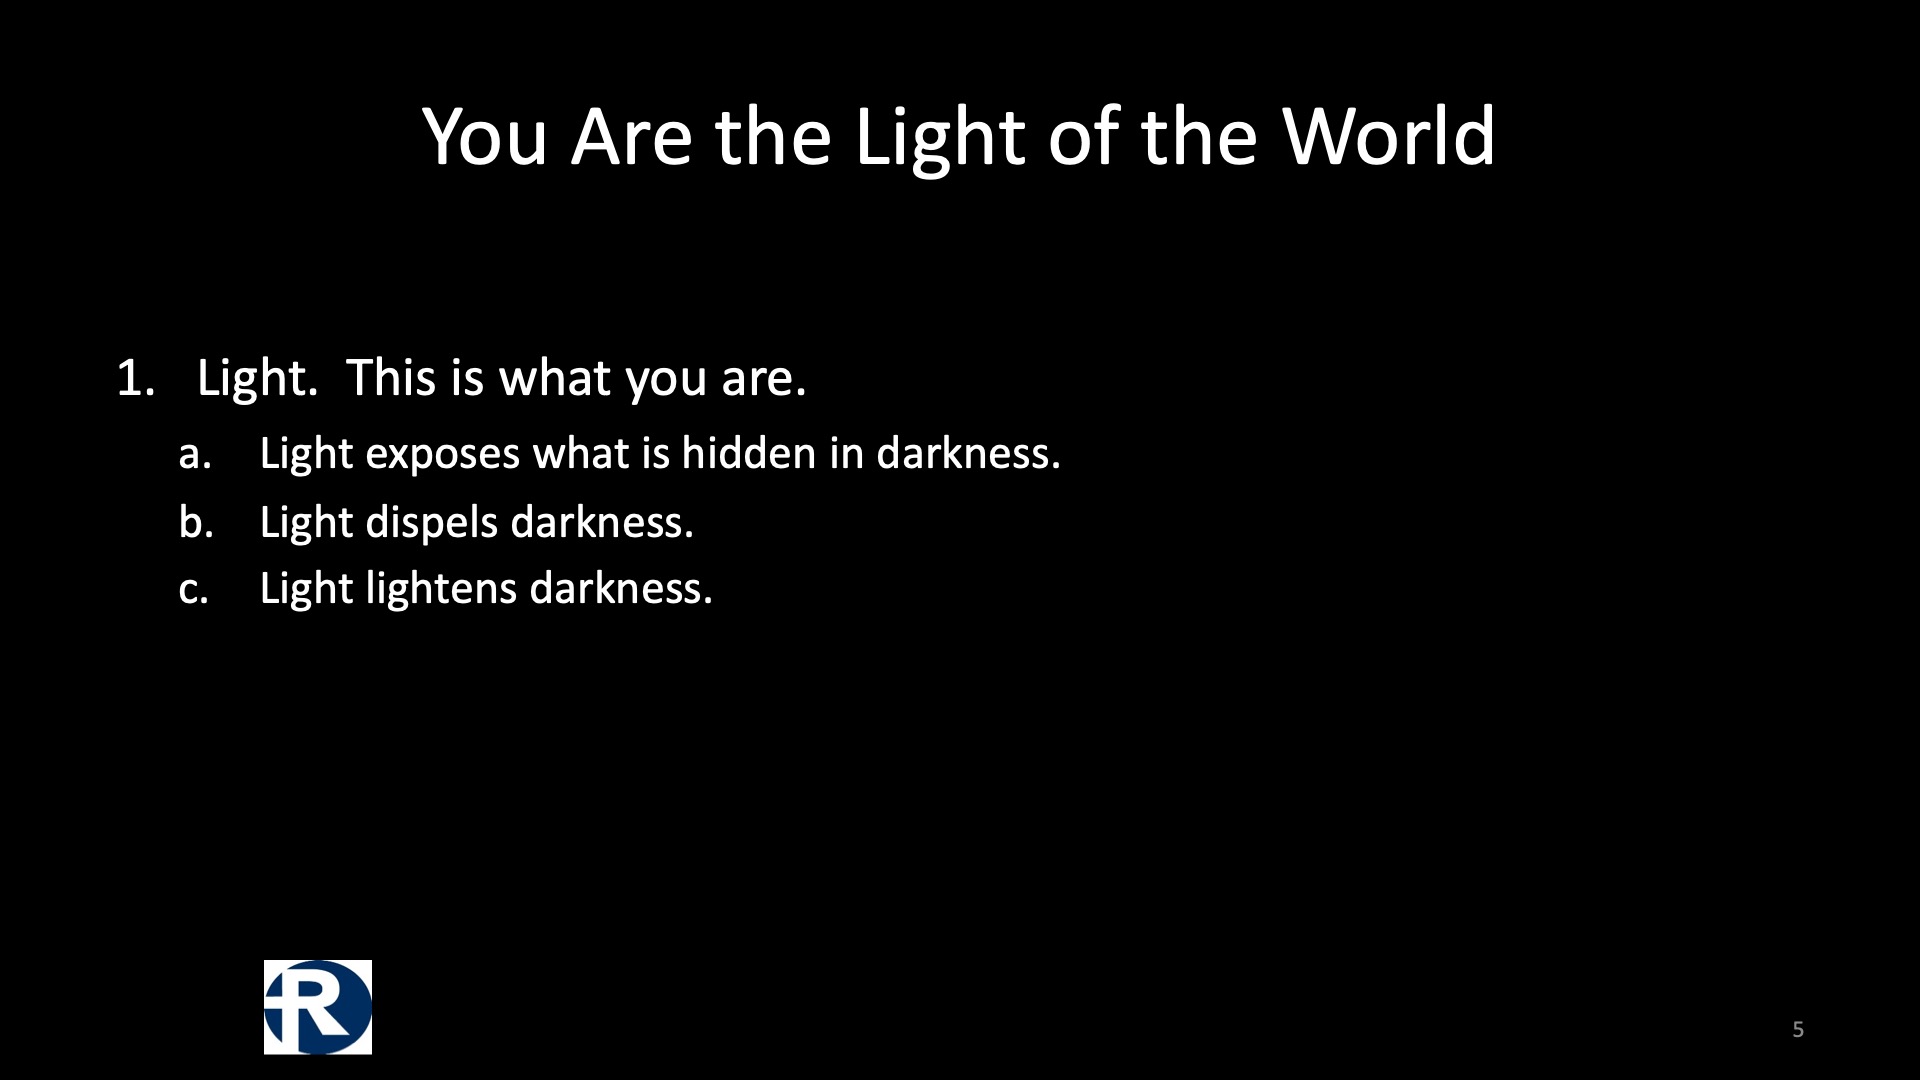 You Are the Light of the World
1. Light.  This is what you are.
a. Light exposes what is hidden in darkness.
b. Light dispels darkness.
c. Light lightens darkness.
R
5